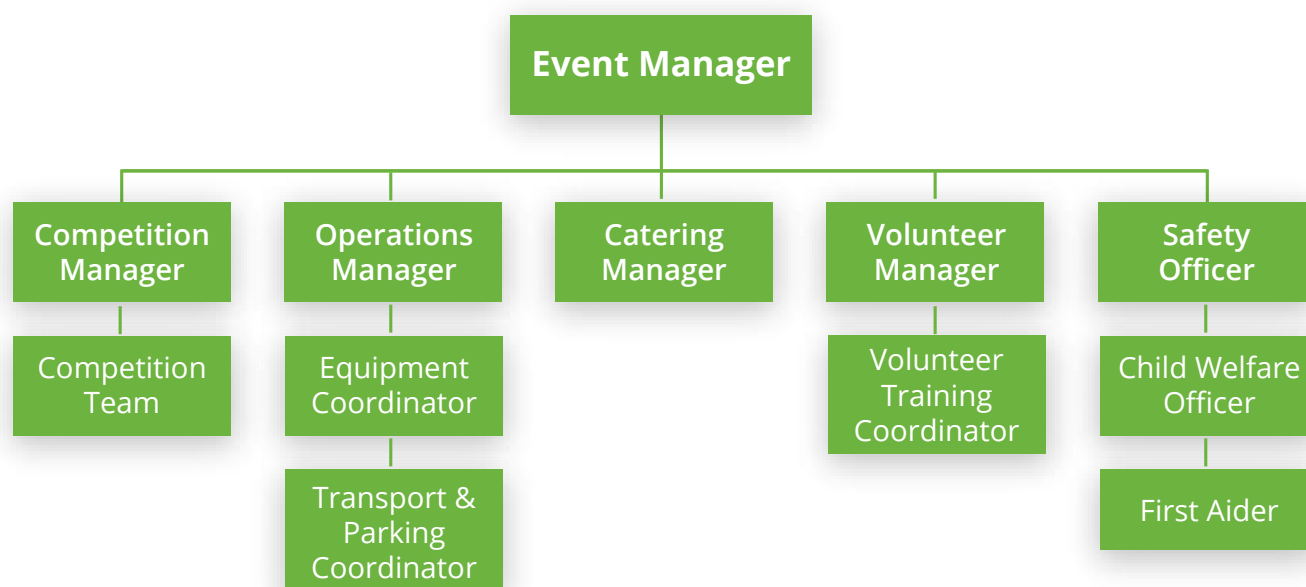 Event Manager
Competition
Manager
Operations
Manager
Catering
Manager
Volunteer
Manager
Safety
Officer
Competition
Team
Equipment
Coordinator
Volunteer
Training
Coordinator
Child Welfare
Officer
Transport &
Parking
Coordinator
First Aider